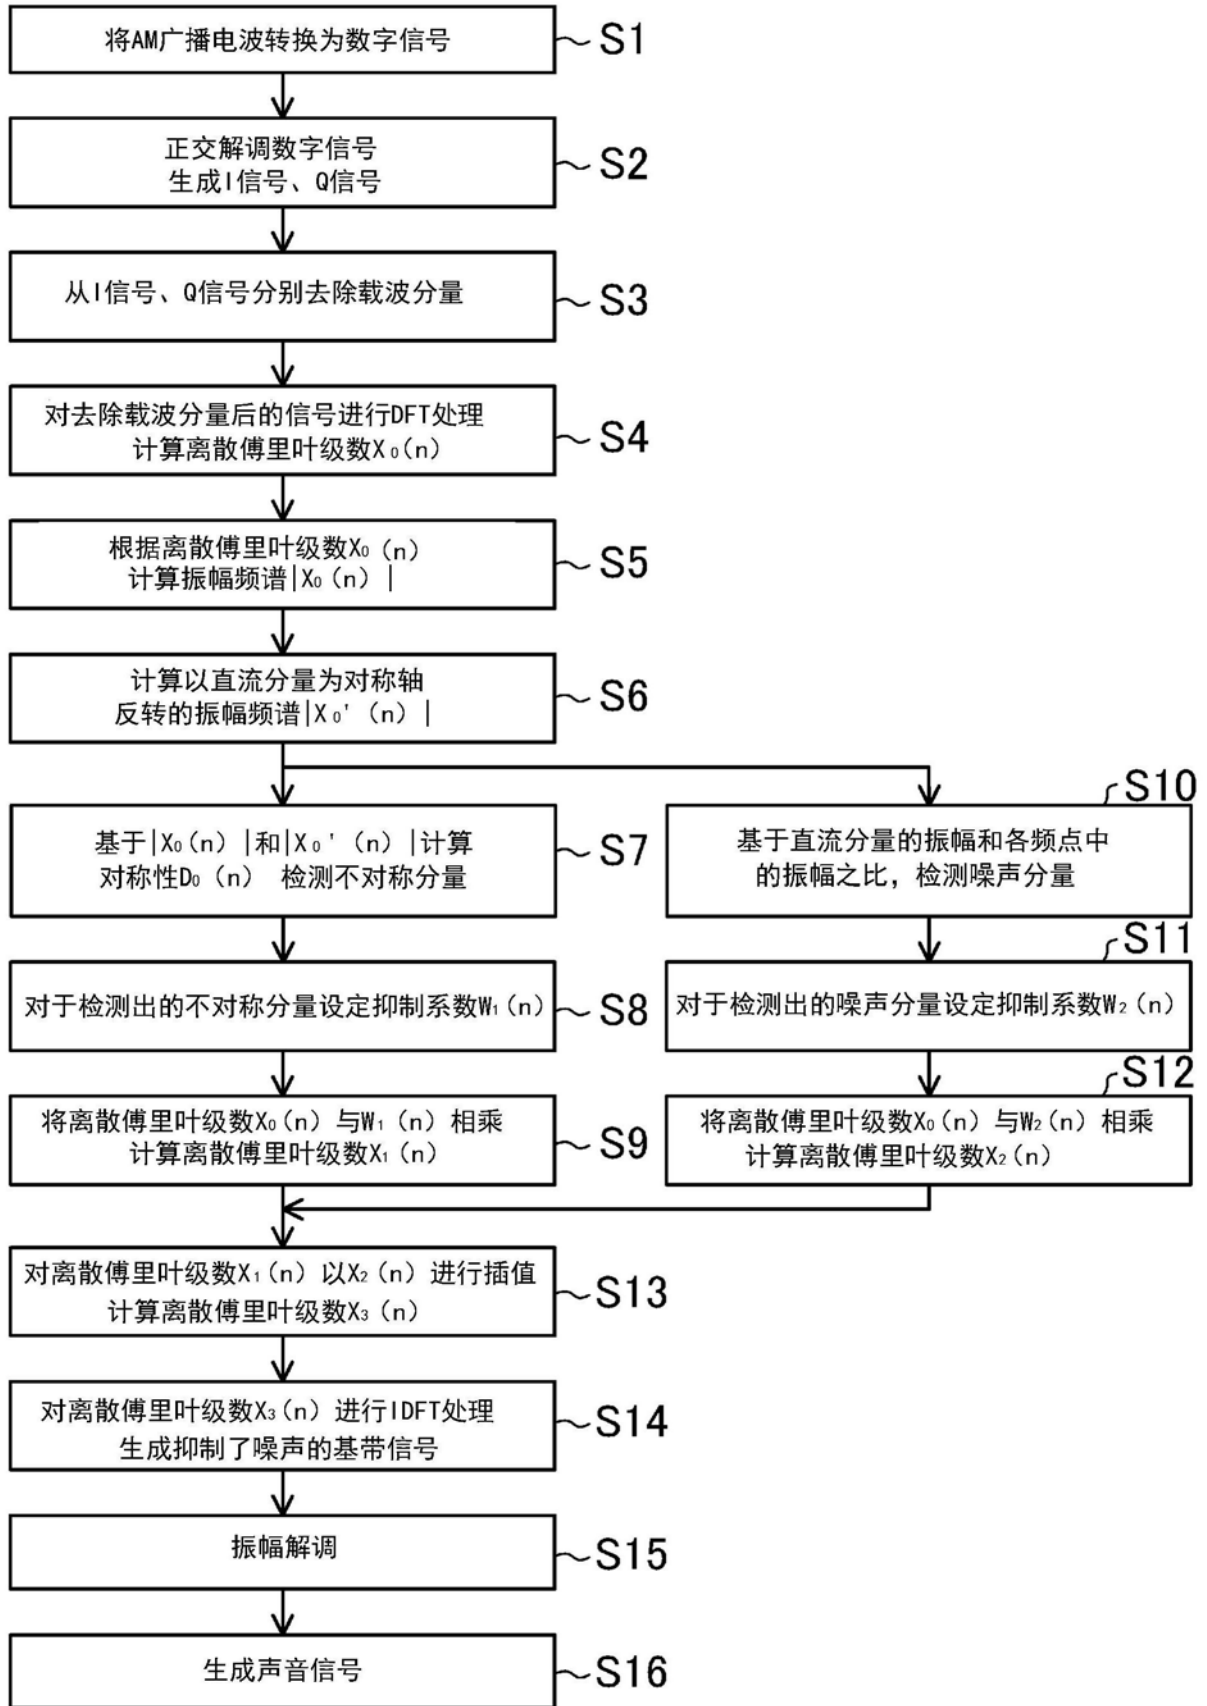 将AM广播电波转换为数字信号
S1
正交解调数字信号
生成I信号、Q信号
S2
从I信号、Q信号分别去除载波分量
S3
对去除载波分量后的信号进行DFT处理
计算离散傅里叶级数X₀(n)
S4
根据离散傅里叶级数X₀(n)
计算振幅频谱|X₀(n)|
S5
计算以直流分量为对称轴
反转的振幅频谱|X₀'(n)|
S6
基于|X₀(n)|和|X₀'(n)|计算
对称性D₀(n) 检测不对称分量
S7
S10
基于直流分量的振幅和各频点中
的振幅之比，检测噪声分量
对于检测出的不对称分量设定抑制系数W₁(n)
S8
S11
对于检测出的噪声分量设定抑制系数W₂(n)
将离散傅里叶级数X₀(n)与W₁(n)相乘
计算离散傅里叶级数X₁(n)
S9
S12
将离散傅里叶级数X₀(n)与W₂(n)相乘
计算离散傅里叶级数X₂(n)
对离散傅里叶级数X₁(n)以X₂(n)进行插值
计算离散傅里叶级数X₃(n)
S13
对离散傅里叶级数X₃(n)进行IDFT处理
生成抑制了噪声的基带信号
S14
振幅解调
S15
生成声音信号
S16